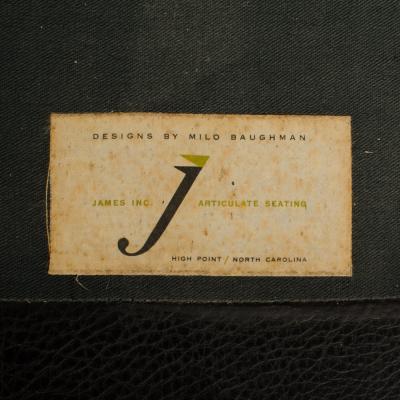 DESIGNS BY MILO BAUGHMAN
J
JAMES INC. ARTICULATE SEATING
HIGH POINT / NORTH CAROLINA